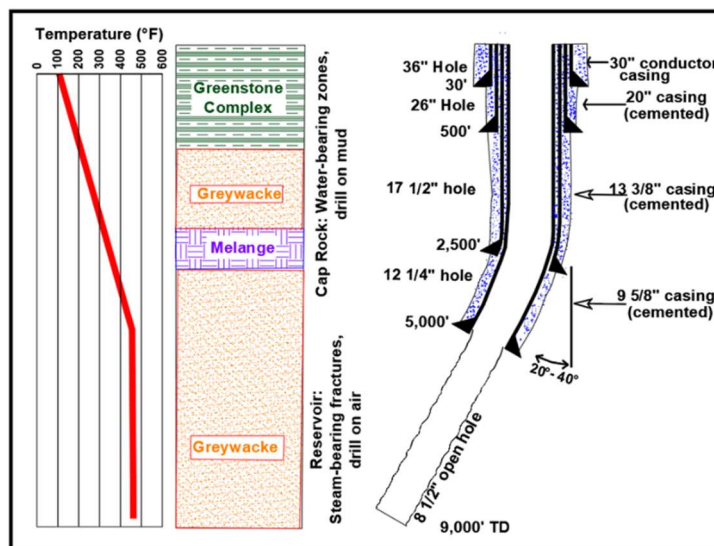 Temperature (°F)
0 100 200 300 400 500 600
Greenstone
Complex
Greywacke
Melange
Greywacke
Cap Rock: Water-bearing zones,
drill on mud
Reservoir:
Steam-bearing fractures,
drill on air
36" Hole
30'
26" Hole
500'
17 1/2" hole
2,500'
12 1/4" hole
5,000'
8 1/2" open hole
9,000' TD
30" conductor
casing
20" casing
(cemented)
13 3/8" casing
(cemented)
9 5/8" casing
(cemented)
20°- 40°